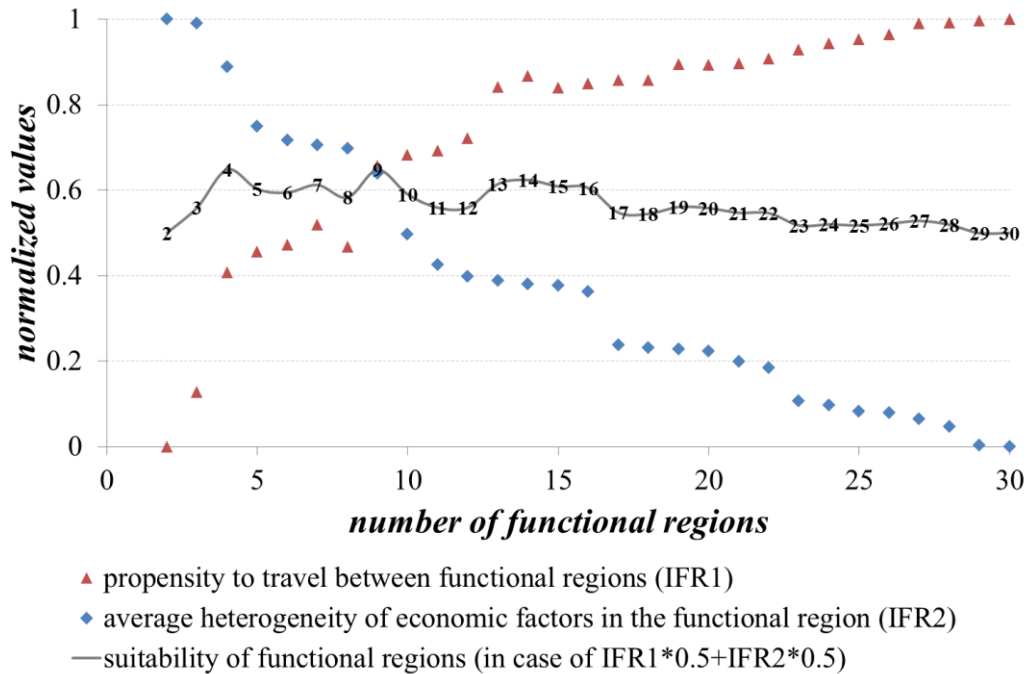 1
0.8
0.6
0.4
0.2
0
normalized values
2 3 4 5 6 7 8 9 10 11 12 13 14 15 16 17 18 19 20 21 22 23 24 25 26 27 28 29 30
0 5 10 15 20 25 30
number of functional regions
propensity to travel between functional regions (IFR1)
average heterogeneity of economic factors in the functional region (IFR2)
suitability of functional regions (in case of IFR1*0.5+IFR2*0.5)